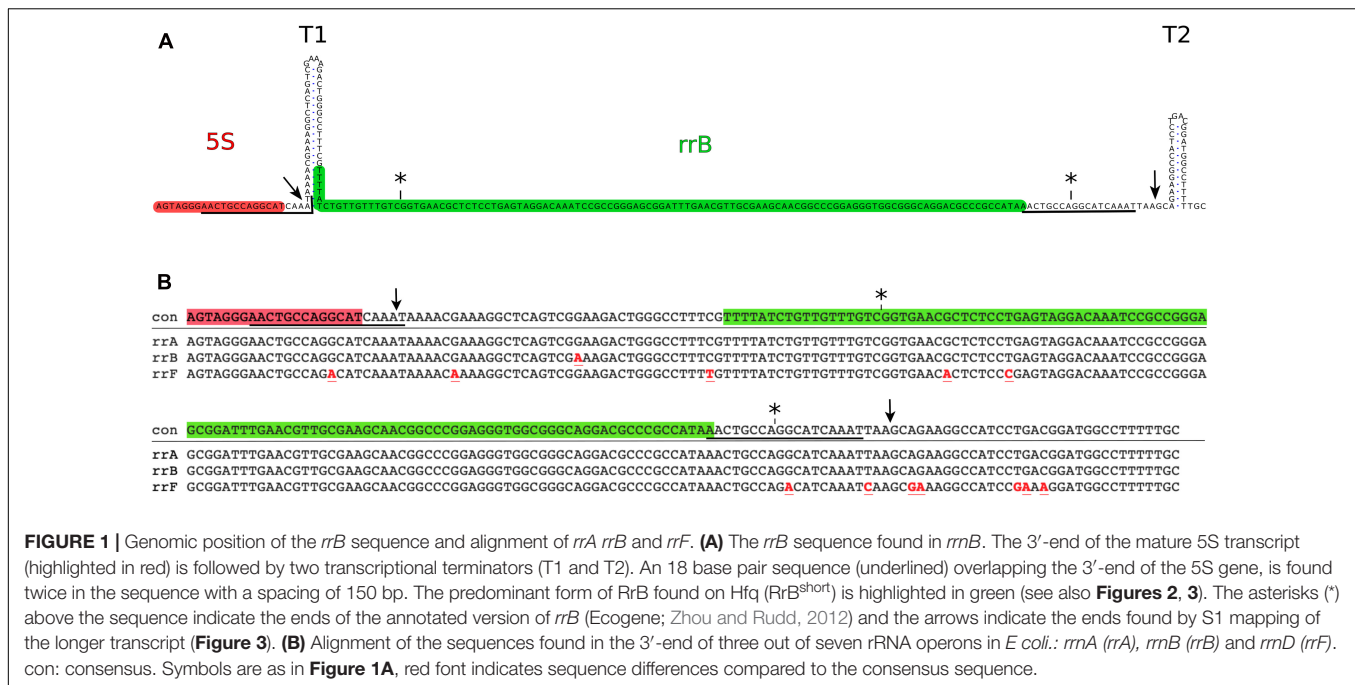 A
T1
T2
5S
rrB
*
*
AGTAGGGAACTGCCAGGCATCAAA TCTGTTGTTTGTCGGTGAACGCTCTCCTGAGTAGGACAAATCCGCCGGGAGCGGATTTGAACGTTGCGAAGCAACGGCCCGGAGGGTGGCGGGCAGGACGCCCGCCATAAACTGCCAGGCATCAAATTAAGCA TTGC
B
*
con AGTAGGGAACTGCCAGGCATCAAATAAAACGAAAGGCTCAGTCGGAAGACTGGGCCTTTCGTTTTATCTGTTGTTTGTCGGTGAACGCTCTCCTGAGTAGGACAAATCCGCCGGGA
rrA AGTAGGGAACTGCCAGGCATCAAATAAAACGAAAGGCTCAGTCGGAAGACTGGGCCTTTCGTTTTATCTGTTGTTTGTCGGTGAACGCTCTCCTGAGTAGGACAAATCCGCCGGGA
rrB AGTAGGGAACTGCCAGGCATCAAATAAAACGAAAGGCTCAGTCGAAAGACTGGGCCTTTCGTTTTATCTGTTGTTTGTCGGTGAACGCTCTCCTGAGTAGGACAAATCCGCCGGGA
rrF AGTAGGGAACTGCCAGACATCAAATAAAACAAAAGGCTCAGTCGGAAGACTGGGCCTTTTGTTTTATCTGTTGTTTGTCGGTGAACACTCTCCCGAGTAGGACAAATCCGCCGGGA
*
con GCGGATTTGAACGTTGCGAAGCAACGGCCCGGAGGGTGGCGGGCAGGACGCCCGCCATAAACTGCCAGGCATCAAATTAAGCAGAAGGCCATCCTGACGGATGGCCTTTTTGC
rrA GCGGATTTGAACGTTGCGAAGCAACGGCCCGGAGGGTGGCGGGCAGGACGCCCGCCATAAACTGCCAGGCATCAAATTAAGCAGAAGGCCATCCTGACGGATGGCCTTTTTGC
rrB GCGGATTTGAACGTTGCGAAGCAACGGCCCGGAGGGTGGCGGGCAGGACGCCCGCCATAAACTGCCAGGCATCAAATTAAGCAGAAGGCCATCCTGACGGATGGCCTTTTTGC
rrF GCGGATTTGAACGTTGCGAAGCAACGGCCCGGAGGGTGGCGGGCAGGACGCCCGCCATAAACTGCCAGACATCAAATCAAGCGAAAGGCCATCCGAAAGGATGGCCTTTTTGC
FIGURE 1 | Genomic position of the rrB sequence and alignment of rrA rrB and rrF. (A) The rrB sequence found in rrnB. The 3′-end of the mature 5S transcript
(highlighted in red) is followed by two transcriptional terminators (T1 and T2). An 18 base pair sequence (underlined) overlapping the 3′-end of the 5S gene, is found
twice in the sequence with a spacing of 150 bp. The predominant form of RrB found on Hfq (RrBshort) is highlighted in green (see also Figures 2, 3). The asterisks (*)
above the sequence indicate the ends of the annotated version of rrB (Ecogene; Zhou and Rudd, 2012) and the arrows indicate the ends found by S1 mapping of
the longer transcript (Figure 3). (B) Alignment of the sequences found in the 3′-end of three out of seven rRNA operons in E coli.: rrnA (rrA), rrnB (rrB) and rrnD (rrF).
con: consensus. Symbols are as in Figure 1A, red font indicates sequence differences compared to the consensus sequence.